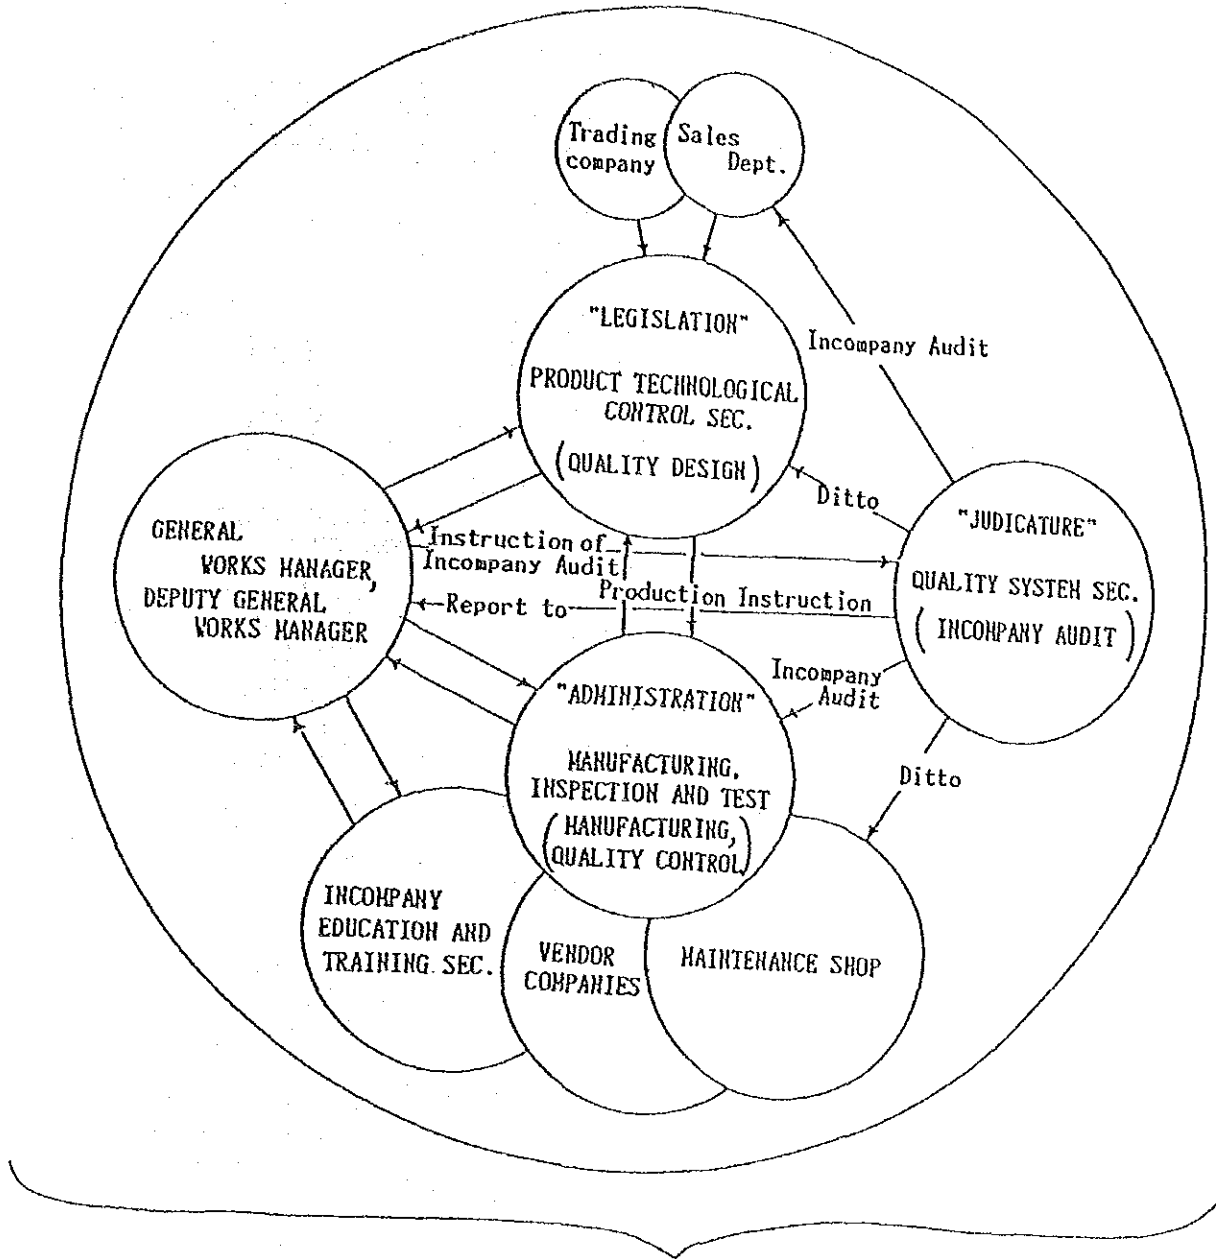 Trading
company
Sales
Dept.
"LEGISLATION"
PRODUCT TECHNOLOGICAL
CONTROL SEC.
(QUALITY DESIGN)
Incompany Audit
Ditto
GENERAL
WORKS MANAGER,
DEPUTY GENERAL
WORKS MANAGER
Instruction of
Incompany Audit
Production Instruction
Report to
"JUDICATURE"
QUALITY SYSTEM SEC.
(INCOMPANY AUDIT)
Incompany
Audit
Ditto
"ADMINISTRATION"
MANUFACTURING,
INSPECTION AND TEST
(MANUFACTURING,
QUALITY CONTROL)
INCOMPANY
EDUCATION AND
TRAINING SEC.
VENDOR
COMPANIES
MAINTENANCE SHOP